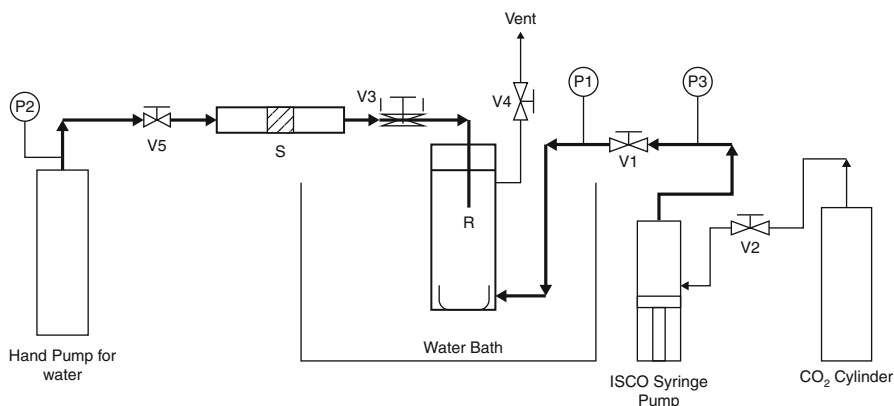 Vent
P2
V3
P1
P3
V4
V5
S
V1
R
V2
Water Bath
Hand Pump for
water
ISCO Syringe
Pump
CO₂ Cylinder